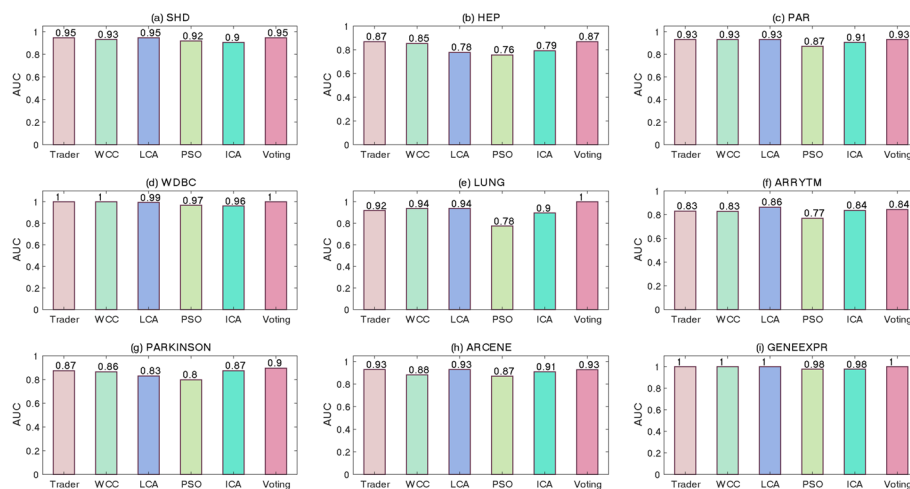 (a) SHD
AUC
1
0.8
0.6
0.4
0.2
0
0.95 0.93 0.95 0.92 0.9 0.95
Trader WCC LCA PSO ICA Voting
(b) HEP
AUC
1
0.8
0.6
0.4
0.2
0
0.87 0.85 0.78 0.76 0.79 0.87
Trader WCC LCA PSO ICA Voting
(c) PAR
AUC
1
0.8
0.6
0.4
0.2
0
0.93 0.93 0.93 0.87 0.91 0.93
Trader WCC LCA PSO ICA Voting
(d) WDBC
AUC
1
0.8
0.6
0.4
0.2
0
1 1 0.99 0.97 0.96 1
Trader WCC LCA PSO ICA Voting
(e) LUNG
AUC
1
0.8
0.6
0.4
0.2
0
0.92 0.94 0.94 0.78 0.9 1
Trader WCC LCA PSO ICA Voting
(f) ARRYTM
AUC
1
0.8
0.6
0.4
0.2
0
0.83 0.83 0.86 0.77 0.84 0.84
Trader WCC LCA PSO ICA Voting
(g) PARKINSON
AUC
1
0.8
0.6
0.4
0.2
0
0.87 0.86 0.83 0.8 0.87 0.9
Trader WCC LCA PSO ICA Voting
(h) ARCENE
AUC
1
0.8
0.6
0.4
0.2
0
0.93 0.88 0.93 0.87 0.91 0.93
Trader WCC LCA PSO ICA Voting
(i) GENEEXPR
AUC
1
0.8
0.6
0.4
0.2
0
1 1 1 0.98 0.98 1
Trader WCC LCA PSO ICA Voting